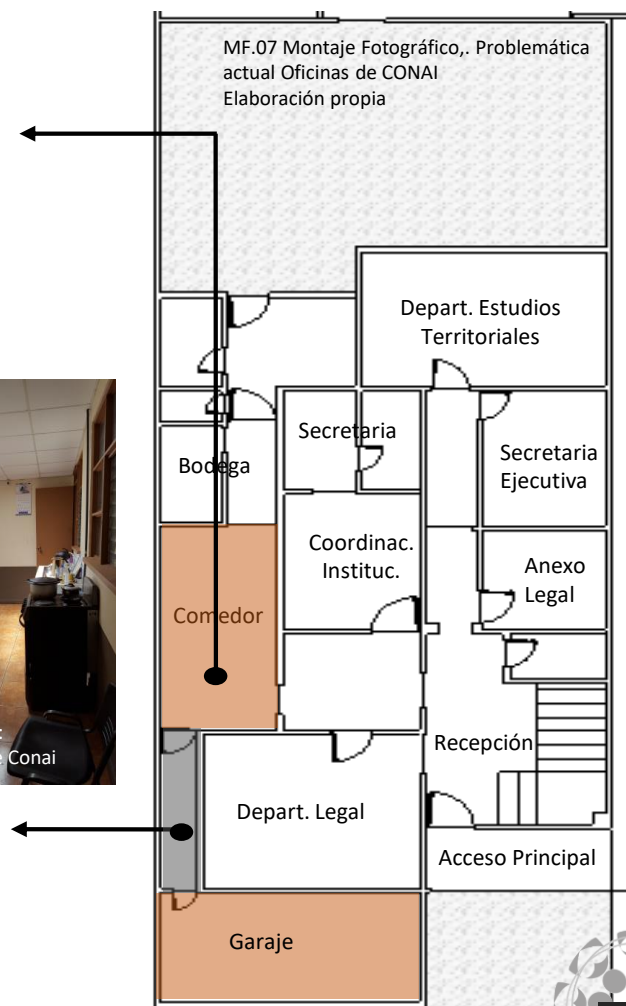 MF.07 Montaje Fotográfico,. Problemática
actual Oficinas de CONAI
Elaboración propia
Depart. Estudios
Territoriales
Secretaria
Secretaria
Ejecutiva
Bodega
Coordinac.
Instituc.
Anexo
Legal
Comedor
Recepción
:
e Conai
Depart. Legal
Acceso Principal
Garaje